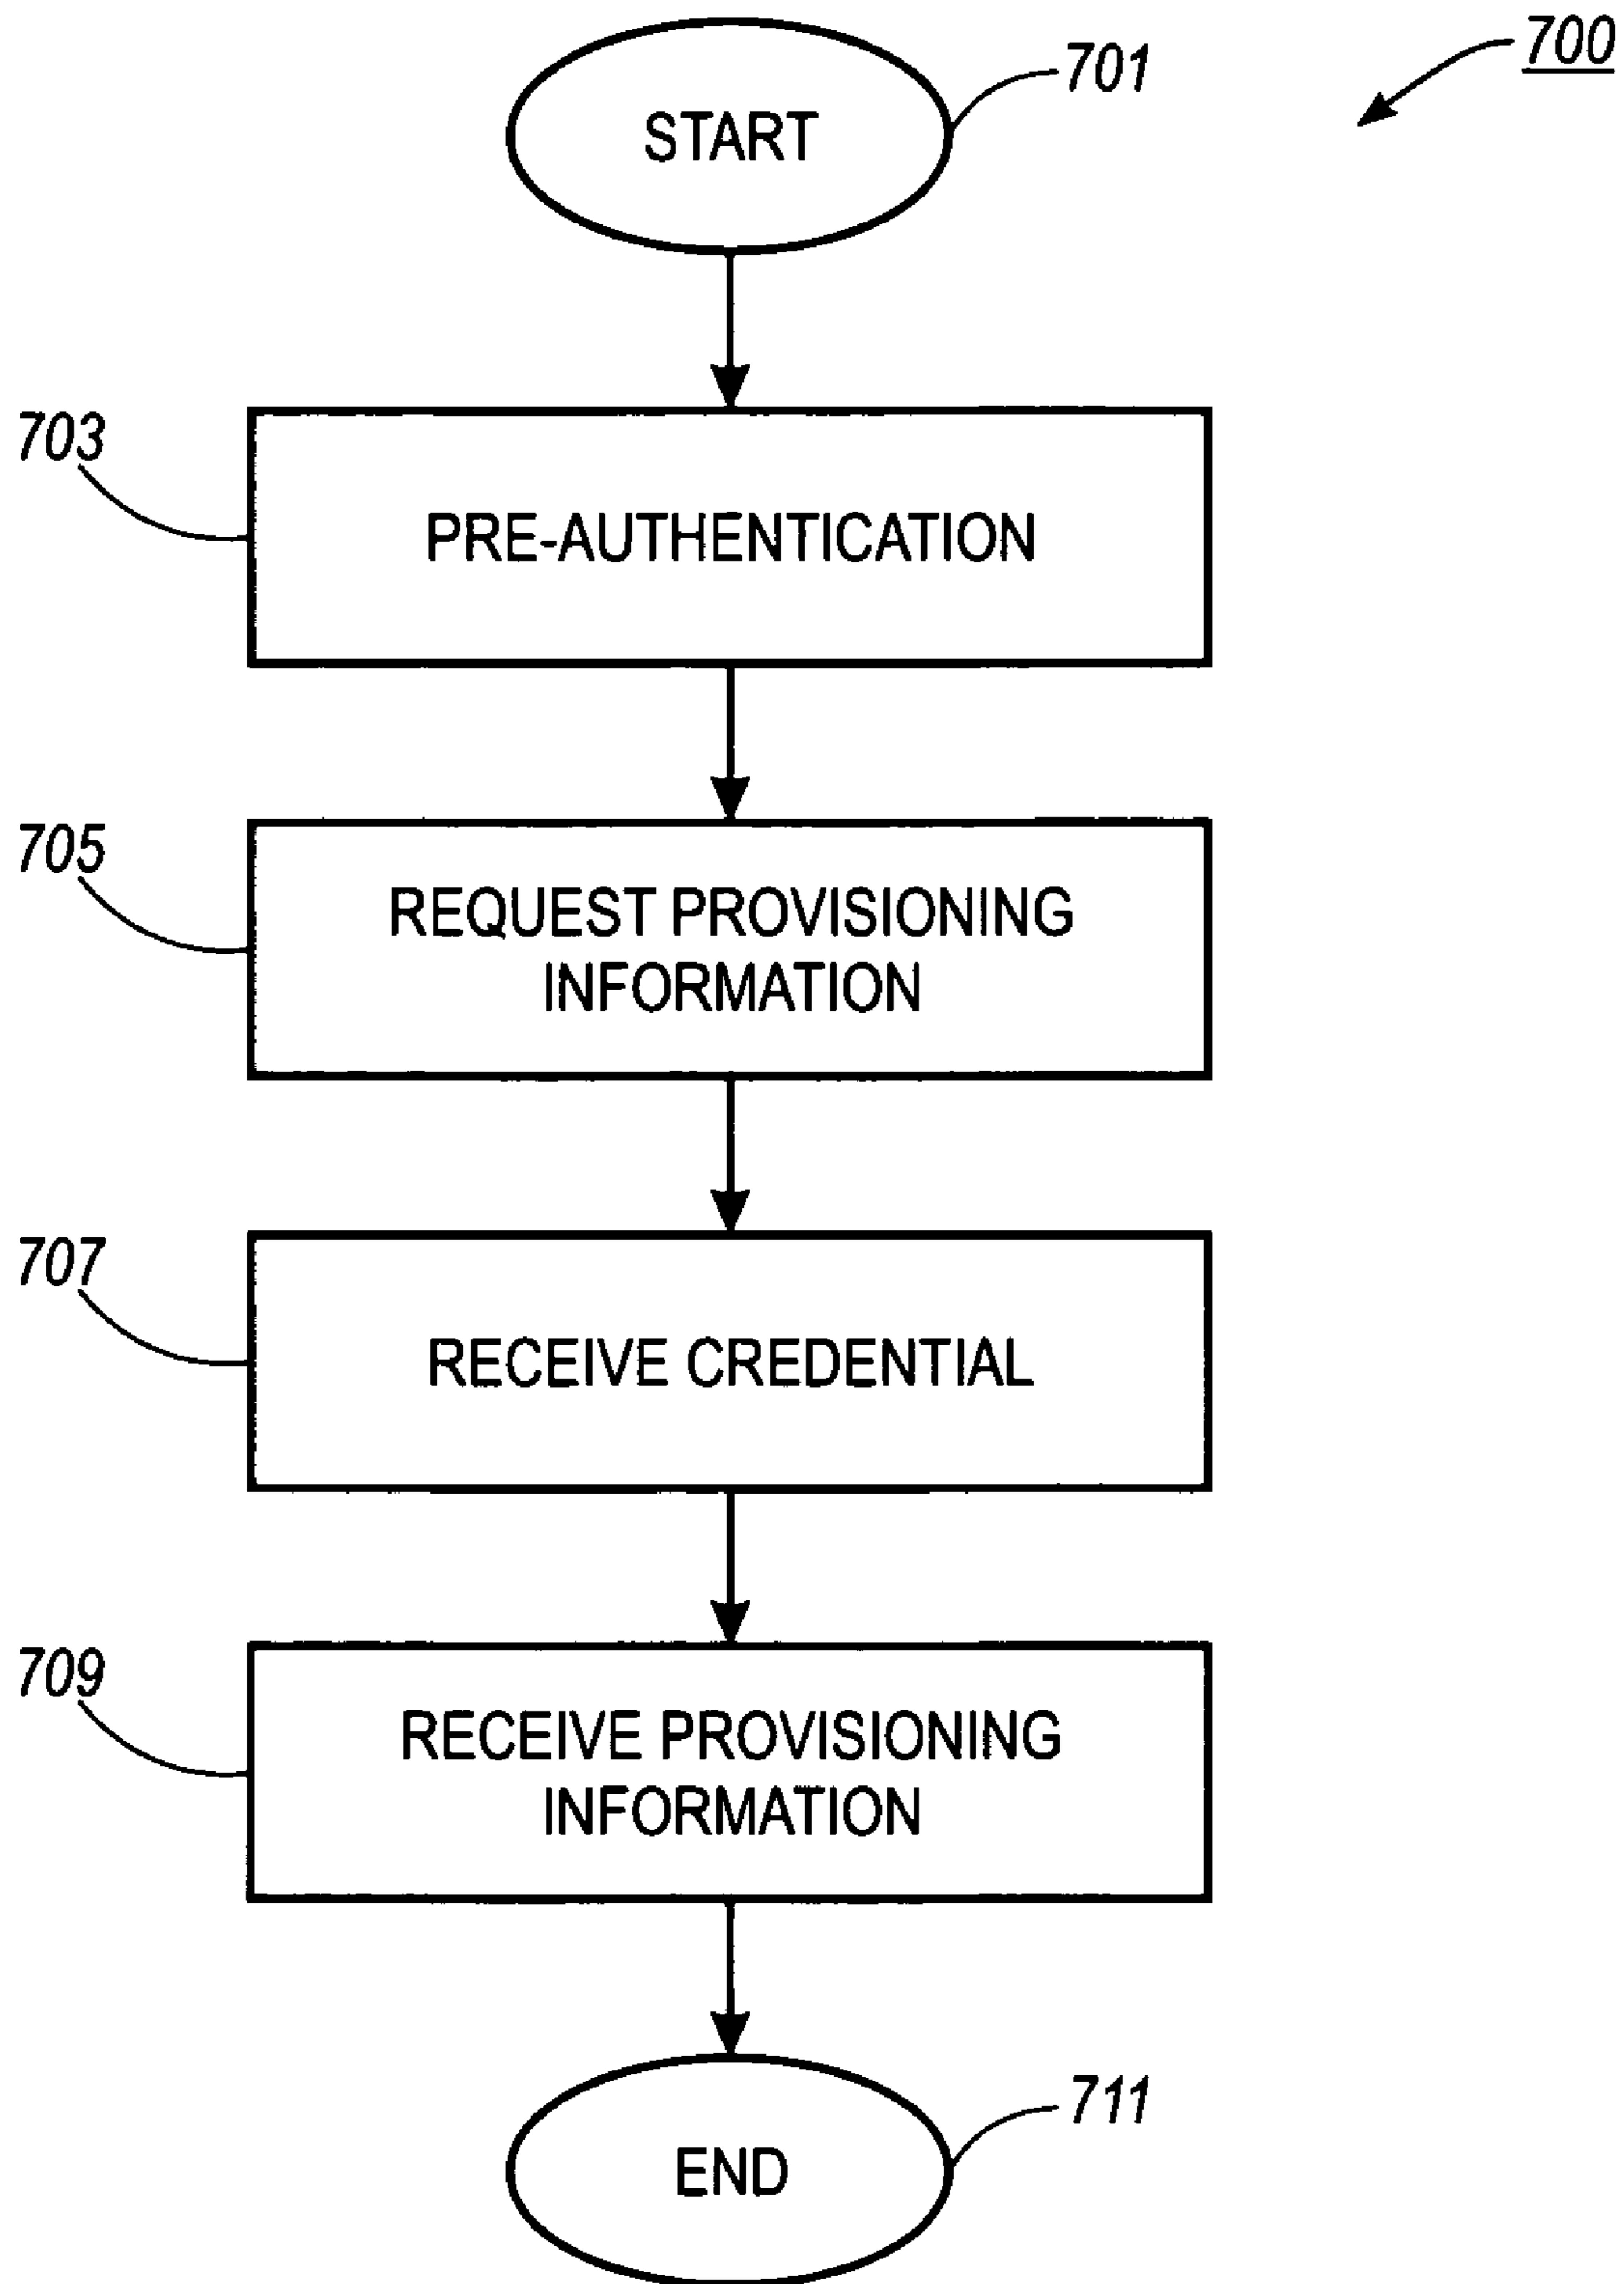 700
701
START
703
PRE-AUTHENTICATION
705
REQUEST PROVISIONING
INFORMATION
707
RECEIVE CREDENTIAL
709
RECEIVE PROVISIONING
INFORMATION
711
END